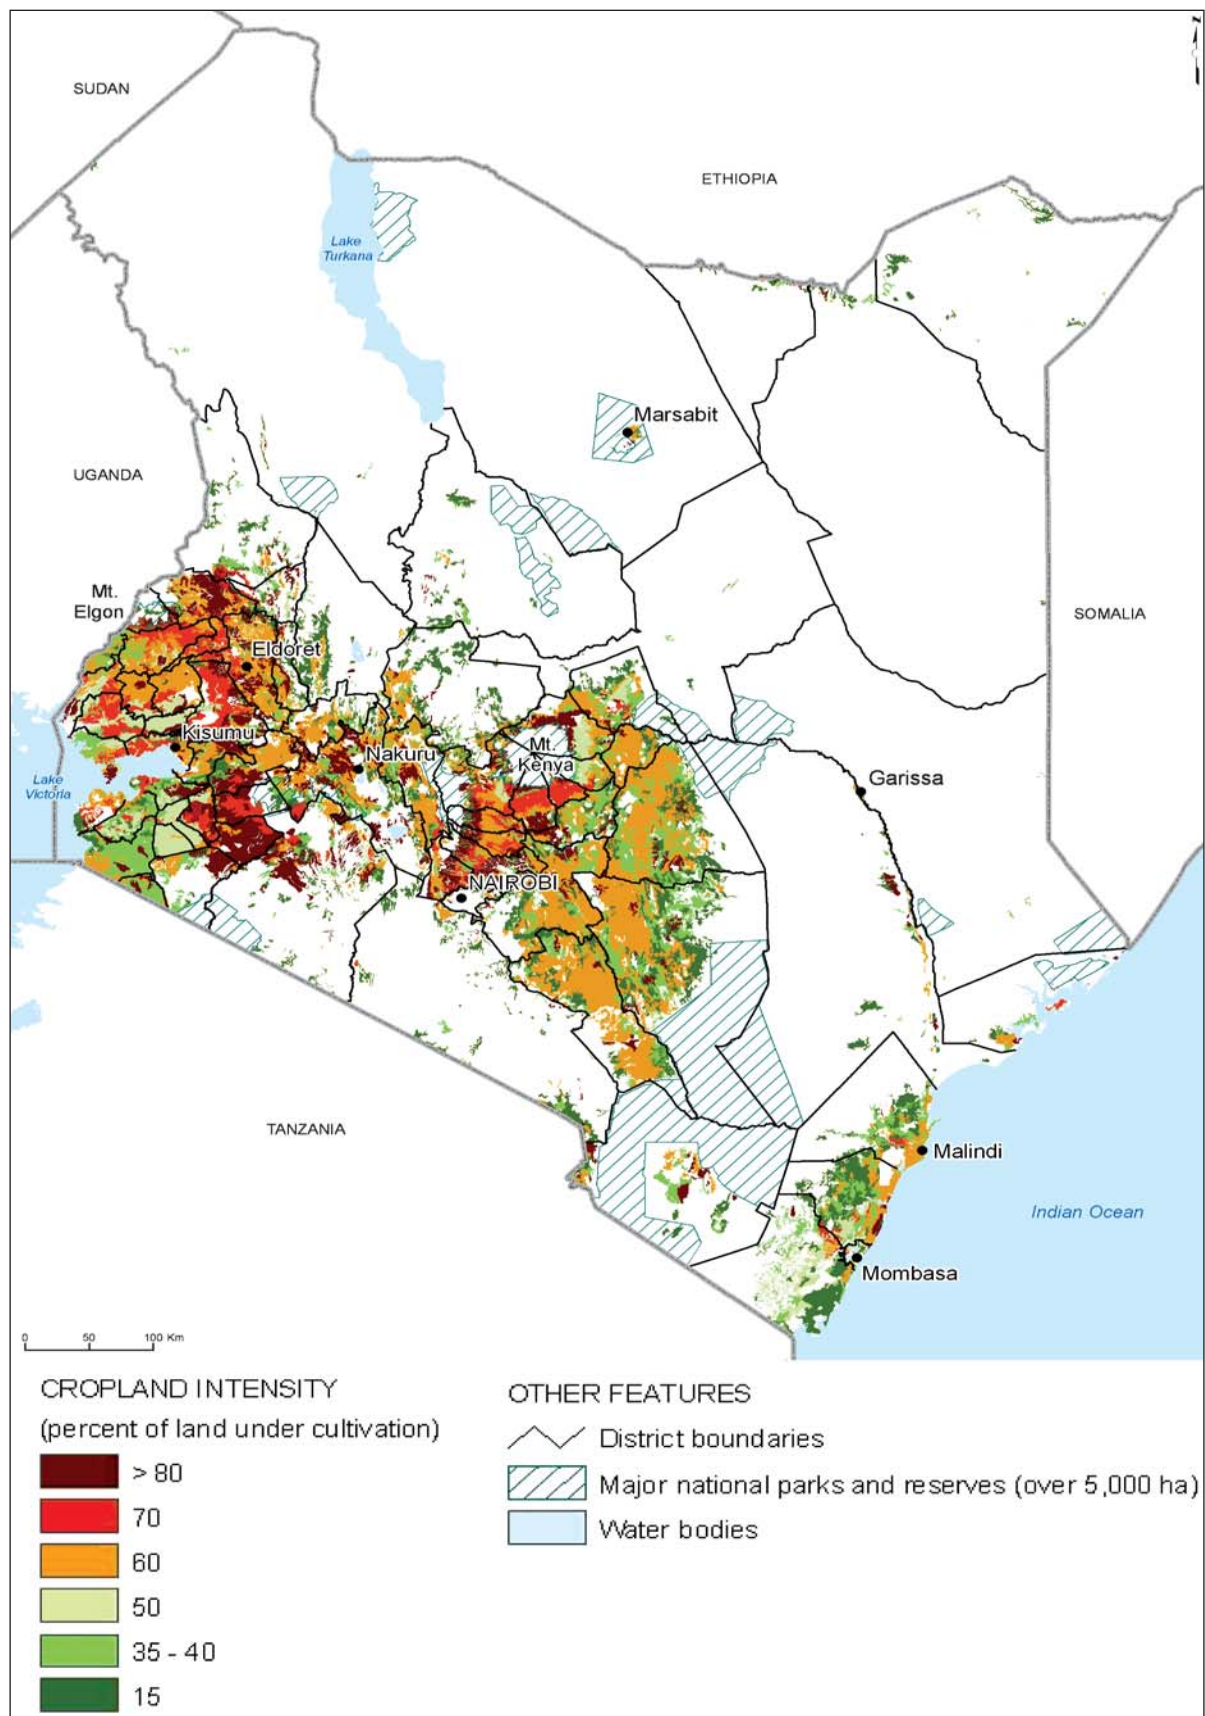 N
SUDAN
ETHIOPIA
Lake
Turkana
Marsabit
UGANDA
Mt.
Elgon
SOMALIA
Eldoret
Kisumu
Mt.
Kenya
Nakuru
Garissa
Lake
Victoria
NAIROBI
TANZANIA
Malindi
Indian Ocean
Mombasa
0 50 100 Km
CROPLAND INTENSITY
(percent of land under cultivation)
> 80
70
60
50
35 - 40
15
OTHER FEATURES
District boundaries
Major national parks and reserves (over 5,000 ha)
Water bodies